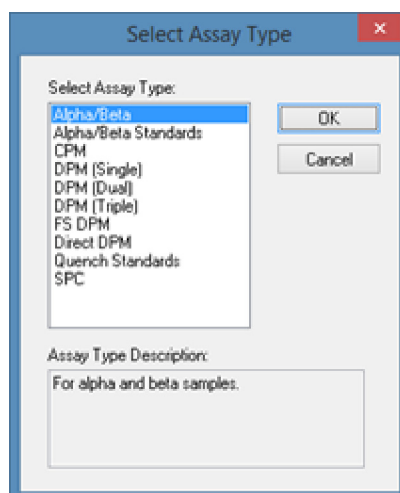 Select Assay Type
Select Assay Type:
Alpha/Beta
Alpha/Beta Standards
CPM
DPM (Single)
DPM (Dual)
DPM (Triple)
FS DPM
Direct DPM
Quench Standards
SPC
OK
Cancel
Assay Type Description:
For alpha and beta samples.